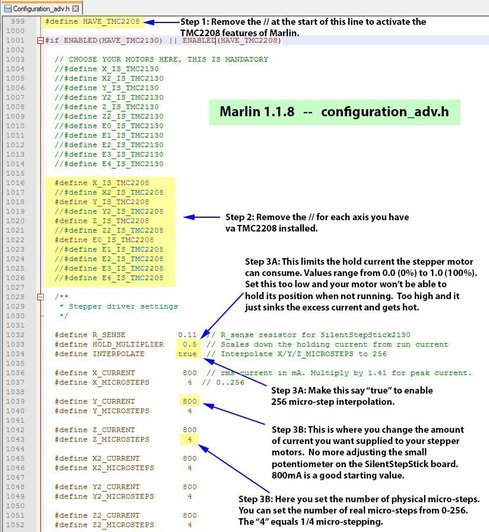 Configuration_adv.h
999 #define HAVE_TMC2208
Step 1: Remove the // at the start of this line to activate the
TMC2208 features of Marlin.
1000
1001 #if ENABLED(HAVE_TMC2130) || ENABLED(HAVE_TMC2208)
1002
1003 // CHOOSE YOUR MOTORS HERE, THIS IS MANDATORY
1004 //#define X_IS_TMC2130
1005 //#define X2_IS_TMC2130
1006 //#define Y_IS_TMC2130
1007 //#define Y2_IS_TMC2130
1008 //#define Z_IS_TMC2130
1009 //#define Z2_IS_TMC2130
1010 //#define E0_IS_TMC2130
1011 //#define E1_IS_TMC2130
1012 //#define E2_IS_TMC2130
1013 //#define E3_IS_TMC2130
1014 //#define E4_IS_TMC2130
Marlin 1.1.8 -- configuration_adv.h
1015
1016 #define X_IS_TMC2208
1017 //#define X2_IS_TMC2208
1018 #define Y_IS_TMC2208
1019 //#define Y2_IS_TMC2208
1020 #define Z_IS_TMC2208
1021 //#define Z2_IS_TMC2208
1022 #define E0_IS_TMC2208
1023 //#define E1_IS_TMC2208
1024 //#define E2_IS_TMC2208
1025 //#define E3_IS_TMC2208
1026 //#define E4_IS_TMC2208
Step 2: Remove the // for each axis you have
va TMC2208 installed.
1027
Step 3A: This limits the hold current the stepper motor
can consume. Values range from 0.0 (0%) to 1.0 (100%).
Set this too low and your motor won't be able to
hold its position when not running. Too high and it
just sinks the excess current and gets hot.
1028 /**
1029 * Stepper driver settings
1030 */
1031
1032 #define R_SENSE 0.11 // R_sense resistor for SilentStepStick2130
1033 #define HOLD_MULTIPLIER 0.5 // Scales down the holding current from run current
1034 #define INTERPOLATE true // Interpolate X/Y/Z_MICROSTEPS to 256
1035
1036 #define X_CURRENT 800 // rms current in mA. Multiply by 1.41 for peak current.
1037 #define X_MICROSTEPS 4 // 0..256
Step 3A: Make this say "true" to enable
256 micro-step interpolation.
1038
1039 #define Y_CURRENT 800
1040 #define Y_MICROSTEPS 4
1041
1042 #define Z_CURRENT 800
1043 #define Z_MICROSTEPS 4
Step 3B: This is where you change the amount
of current you want supplied to your stepper
motors. No more adjusting the small
potentiometer on the SilentStepStick board.
800mA is a good starting value.
1044
1045 #define X2_CURRENT 800
1046 #define X2_MICROSTEPS 4
1047
1048 #define Y2_CURRENT 800
1049 #define Y2_MICROSTEPS 4
1050
1051 #define Z2_CURRENT 800
1052 #define Z2_MICROSTEPS 4
Step 3B: Here you set the number of physical micro-steps.
You can set the number of real micro-steps from 0-256.
The "4" equals 1/4 micro-stepping.